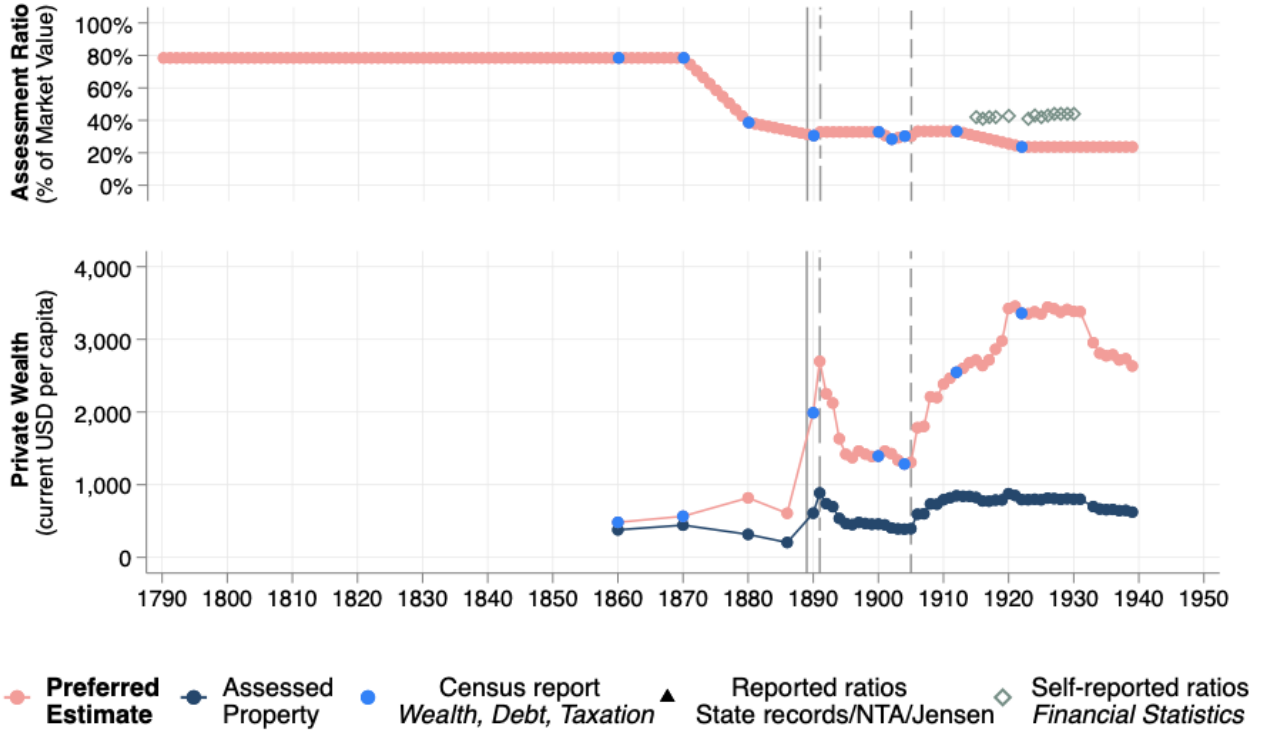 Assessment Ratio
(% of Market Value)
100%
80%
60%
40%
20%
0%
Private Wealth
(current USD per capita)
4,000
3,000
2,000
1,000
0
1790 1800 1810 1820 1830 1840 1850 1860 1870 1880 1890 1900 1910 1920 1930 1940 1950
Preferred
Estimate
Assessed
Property
Census report
Wealth, Debt, Taxation
Reported ratios
State records/NTA/Jensen
Self-reported ratios
Financial Statistics